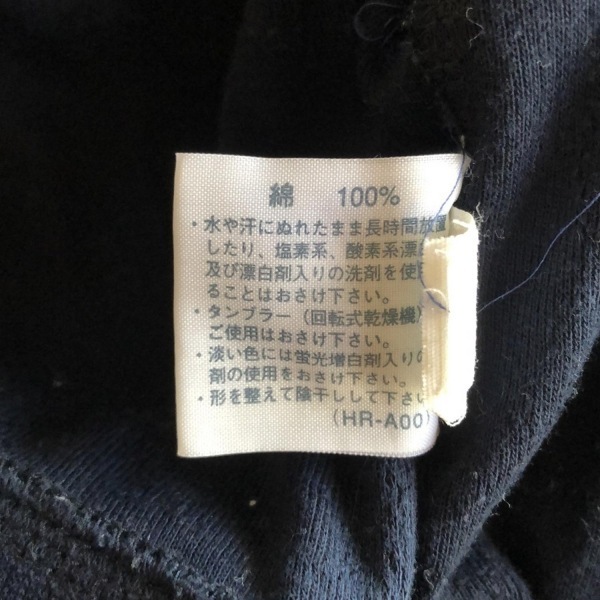 綿 100%
・水や汗にぬれたまま長時間放置
したり、塩素系、酸素系漂
及び漂白剤入りの洗剤を使
ることはおさけ下さい。
・タンブラー（回転式乾燥機）
ご使用はおさけ下さい。
・淡い色には蛍光増白剤入りの
剤の使用をおさけ下さい。
・形を整えて陰干しして下さい
(HR-A00)